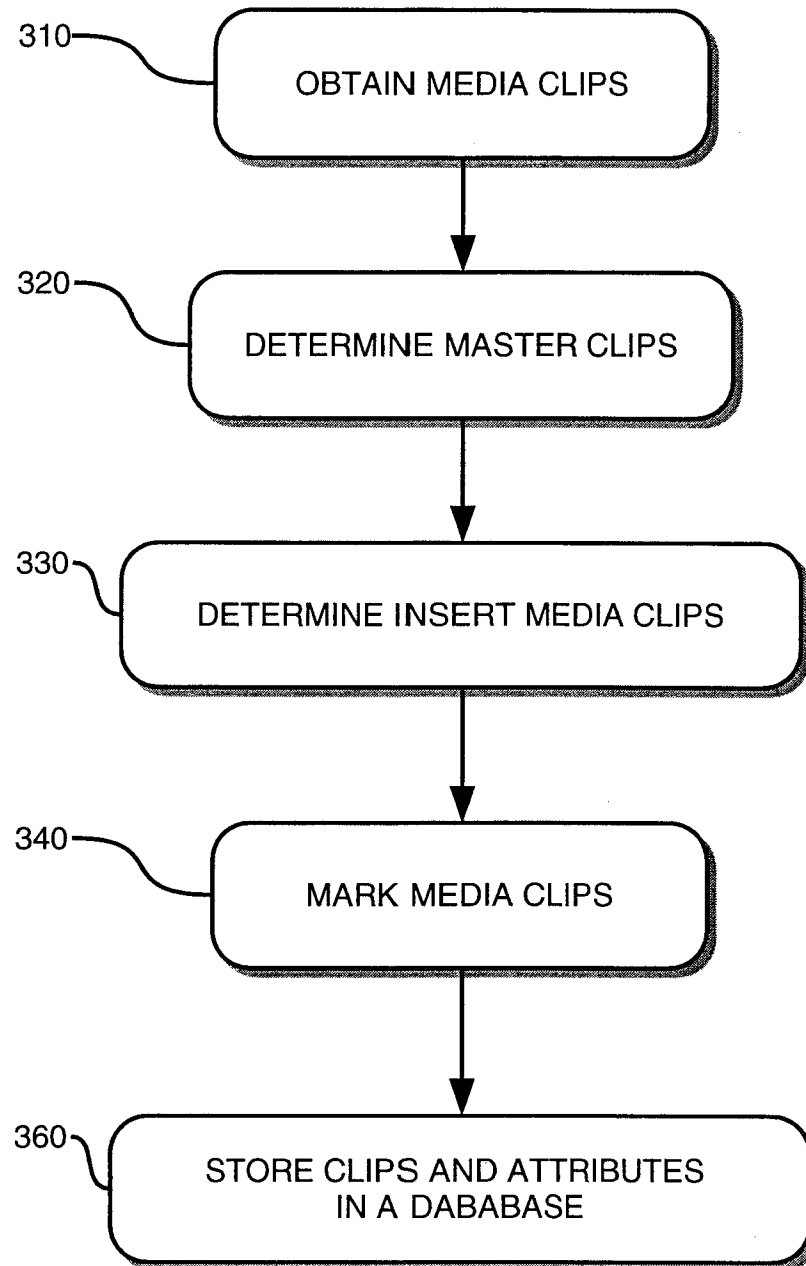 310
OBTAIN MEDIA CLIPS
320
DETERMINE MASTER CLIPS
330
DETERMINE INSERT MEDIA CLIPS
340
MARK MEDIA CLIPS
360
STORE CLIPS AND ATTRIBUTES
IN A DABABASE